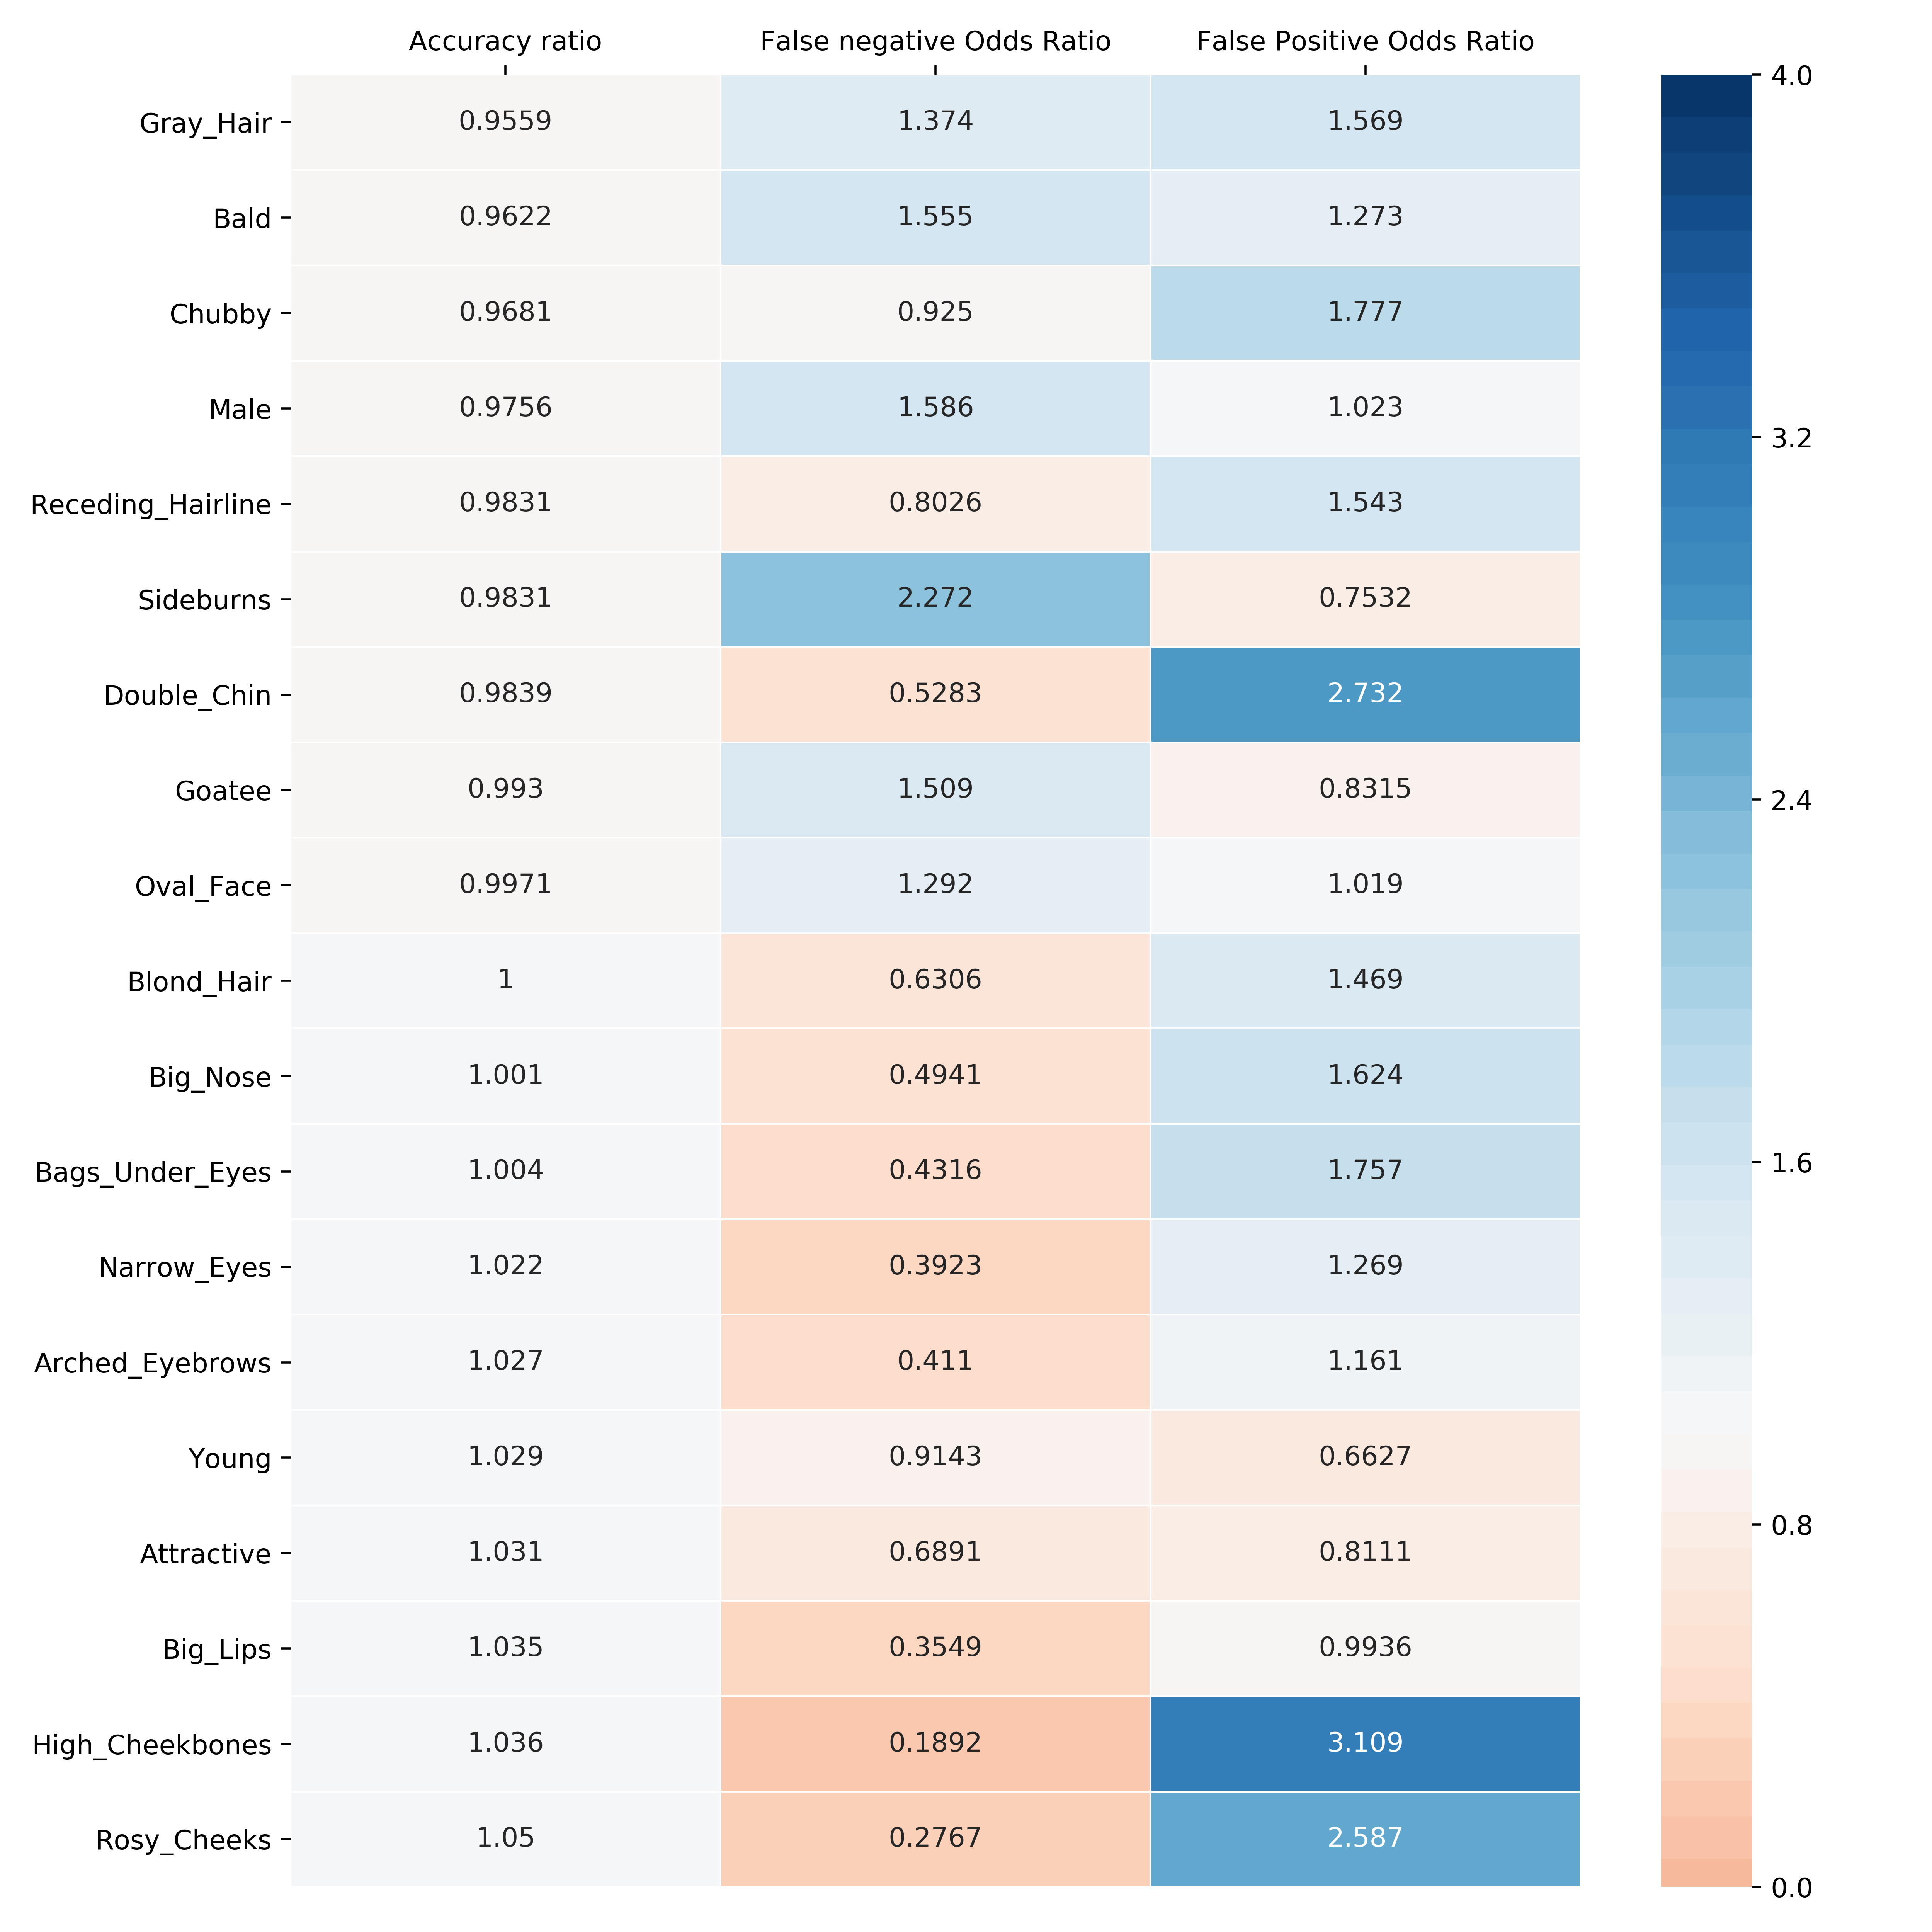 Accuracy ratio False negative Odds Ratio False Positive Odds Ratio
Gray_Hair 0.9559 1.374 1.569
Bald 0.9622 1.555 1.273
Chubby 0.9681 0.925 1.777
Male 0.9756 1.586 1.023
Receding_Hairline 0.9831 0.8026 1.543
Sideburns 0.9831 2.272 0.7532
Double_Chin 0.9839 0.5283 2.732
Goatee 0.993 1.509 0.8315
Oval_Face 0.9971 1.292 1.019
Blond_Hair 1 0.6306 1.469
Big_Nose 1.001 0.4941 1.624
Bags_Under_Eyes 1.004 0.4316 1.757
Narrow_Eyes 1.022 0.3923 1.269
Arched_Eyebrows 1.027 0.411 1.161
Young 1.029 0.9143 0.6627
Attractive 1.031 0.6891 0.8111
Big_Lips 1.035 0.3549 0.9936
High_Cheekbones 1.036 0.1892 3.109
Rosy_Cheeks 1.05 0.2767 2.587
4.0
3.2
2.4
1.6
0.8
0.0